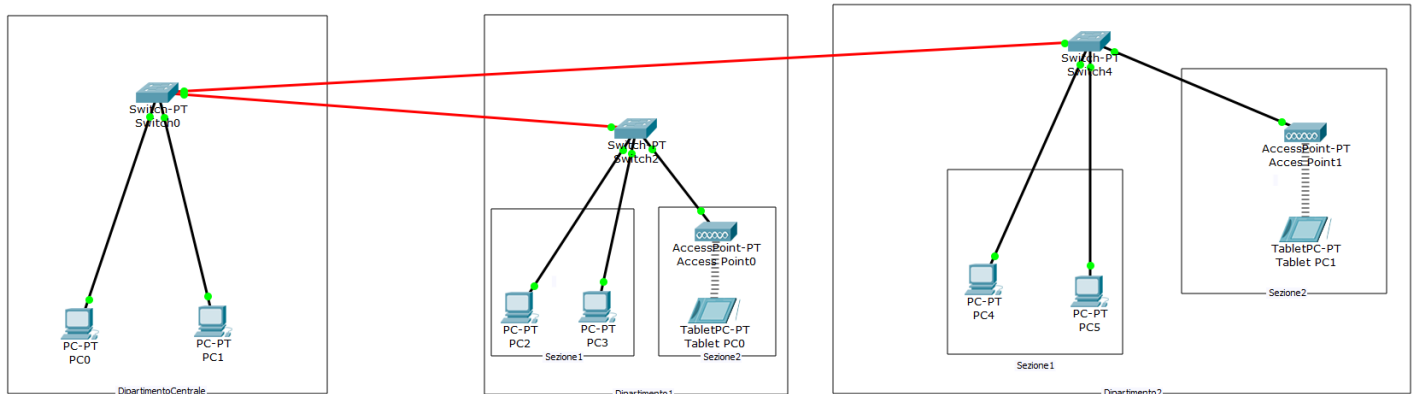 Switch-PT
Switch0
PC-PT
PC0
PC-PT
PC1
DipartimentoCentrale
Switch-PT
Switch2
PC-PT
PC2
PC-PT
PC3
Sezione1
AccessPoint-PT
Access Point0
TabletPC-PT
Tablet PC0
Sezione2
Dipartimento1
Switch-PT
Switch4
PC-PT
PC4
PC-PT
PC5
Sezione1
AccessPoint-PT
Acces Point1
TabletPC-PT
Tablet PC1
Sezione2
Dipartimento2